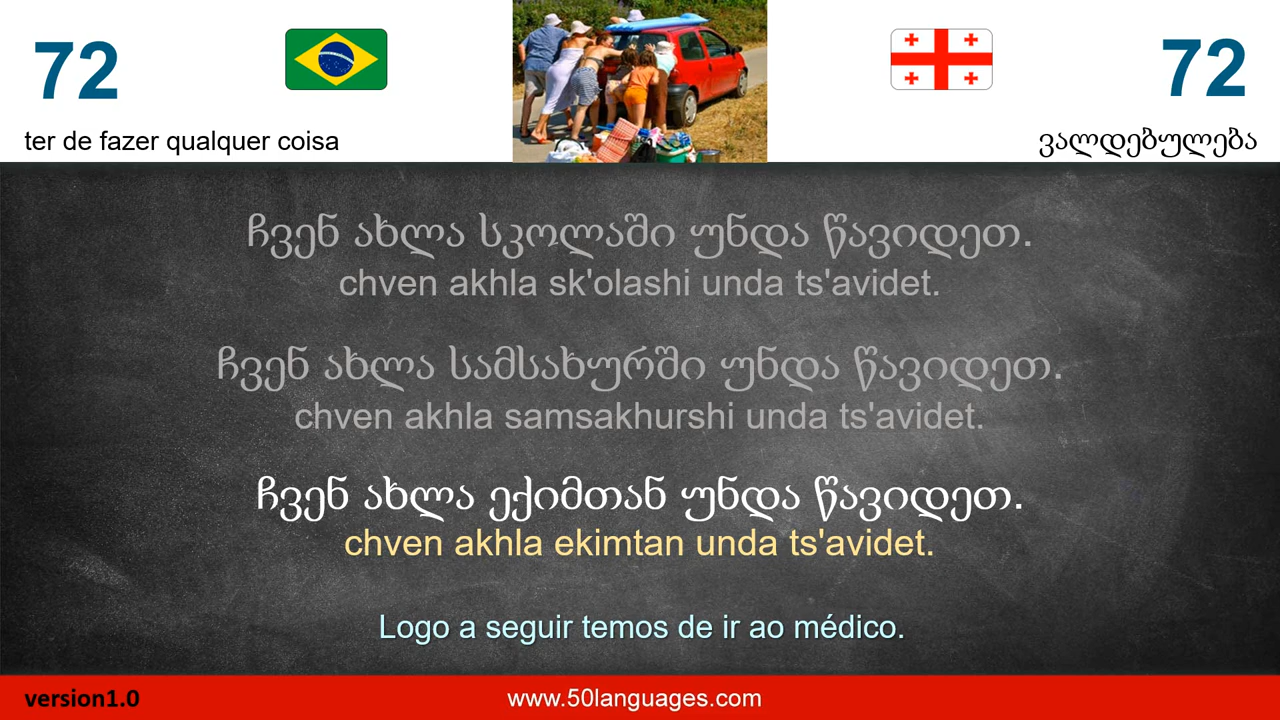 72
72
ter de fazer qualquer coisa
ვალდებულება
ჩვენ ახლა სკოლაში უნდა წავიდეთ.
chven akhla sk'olashi unda ts'avidet.
ჩვენ ახლა სამსახურში უნდა წავიდეთ.
chven akhla samsakhurshi unda ts'avidet.
ჩვენ ახლა ექიმთან უნდა წავიდეთ.
chven akhla ekimtan unda ts'avidet.
Logo a seguir temos de ir ao médico.
version1.0
www.50languages.com